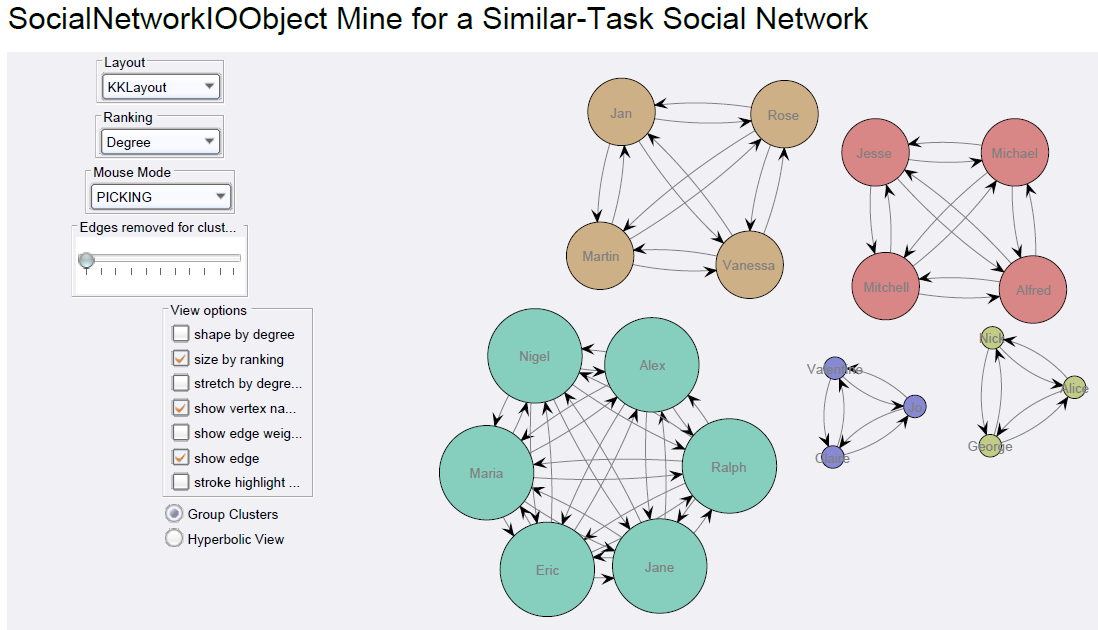 SocialNetworkIOObject Mine for a Similar-Task Social Network
Layout
KKLayout
Ranking
Degree
Mouse Mode
PICKING
Edges removed for clust...
View options
shape by degree
size by ranking
stretch by degre...
show vertex na...
show edge weig...
show edge
stroke highlight ...
Group Clusters
Hyperbolic View
Jan
Rose
Martin
Vanessa
Jesse
Michael
Mitchell
Alfred
Nigel
Alex
Maria
Ralph
Eric
Jane
Valentine
Jo
Claire
Nick
Alice
George